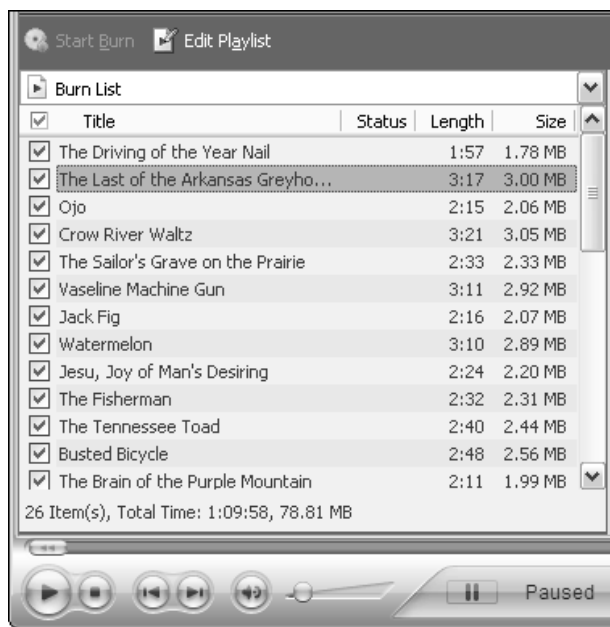 Start Burn Edit Playlist
Burn List
Title Status Length Size
The Driving of the Year Nail 1:57 1.78 MB
The Last of the Arkansas Greyho... 3:17 3.00 MB
Ojo 2:15 2.06 MB
Crow River Waltz 3:21 3.05 MB
The Sailor's Grave on the Prairie 2:33 2.33 MB
Vaseline Machine Gun 3:11 2.92 MB
Jack Fig 2:16 2.07 MB
Watermelon 3:10 2.89 MB
Jesu, Joy of Man's Desiring 2:24 2.20 MB
The Fisherman 2:32 2.31 MB
The Tennessee Toad 2:40 2.44 MB
Busted Bicycle 2:48 2.56 MB
The Brain of the Purple Mountain 2:11 1.99 MB
26 Item(s), Total Time: 1:09:58, 78.81 MB
Paused